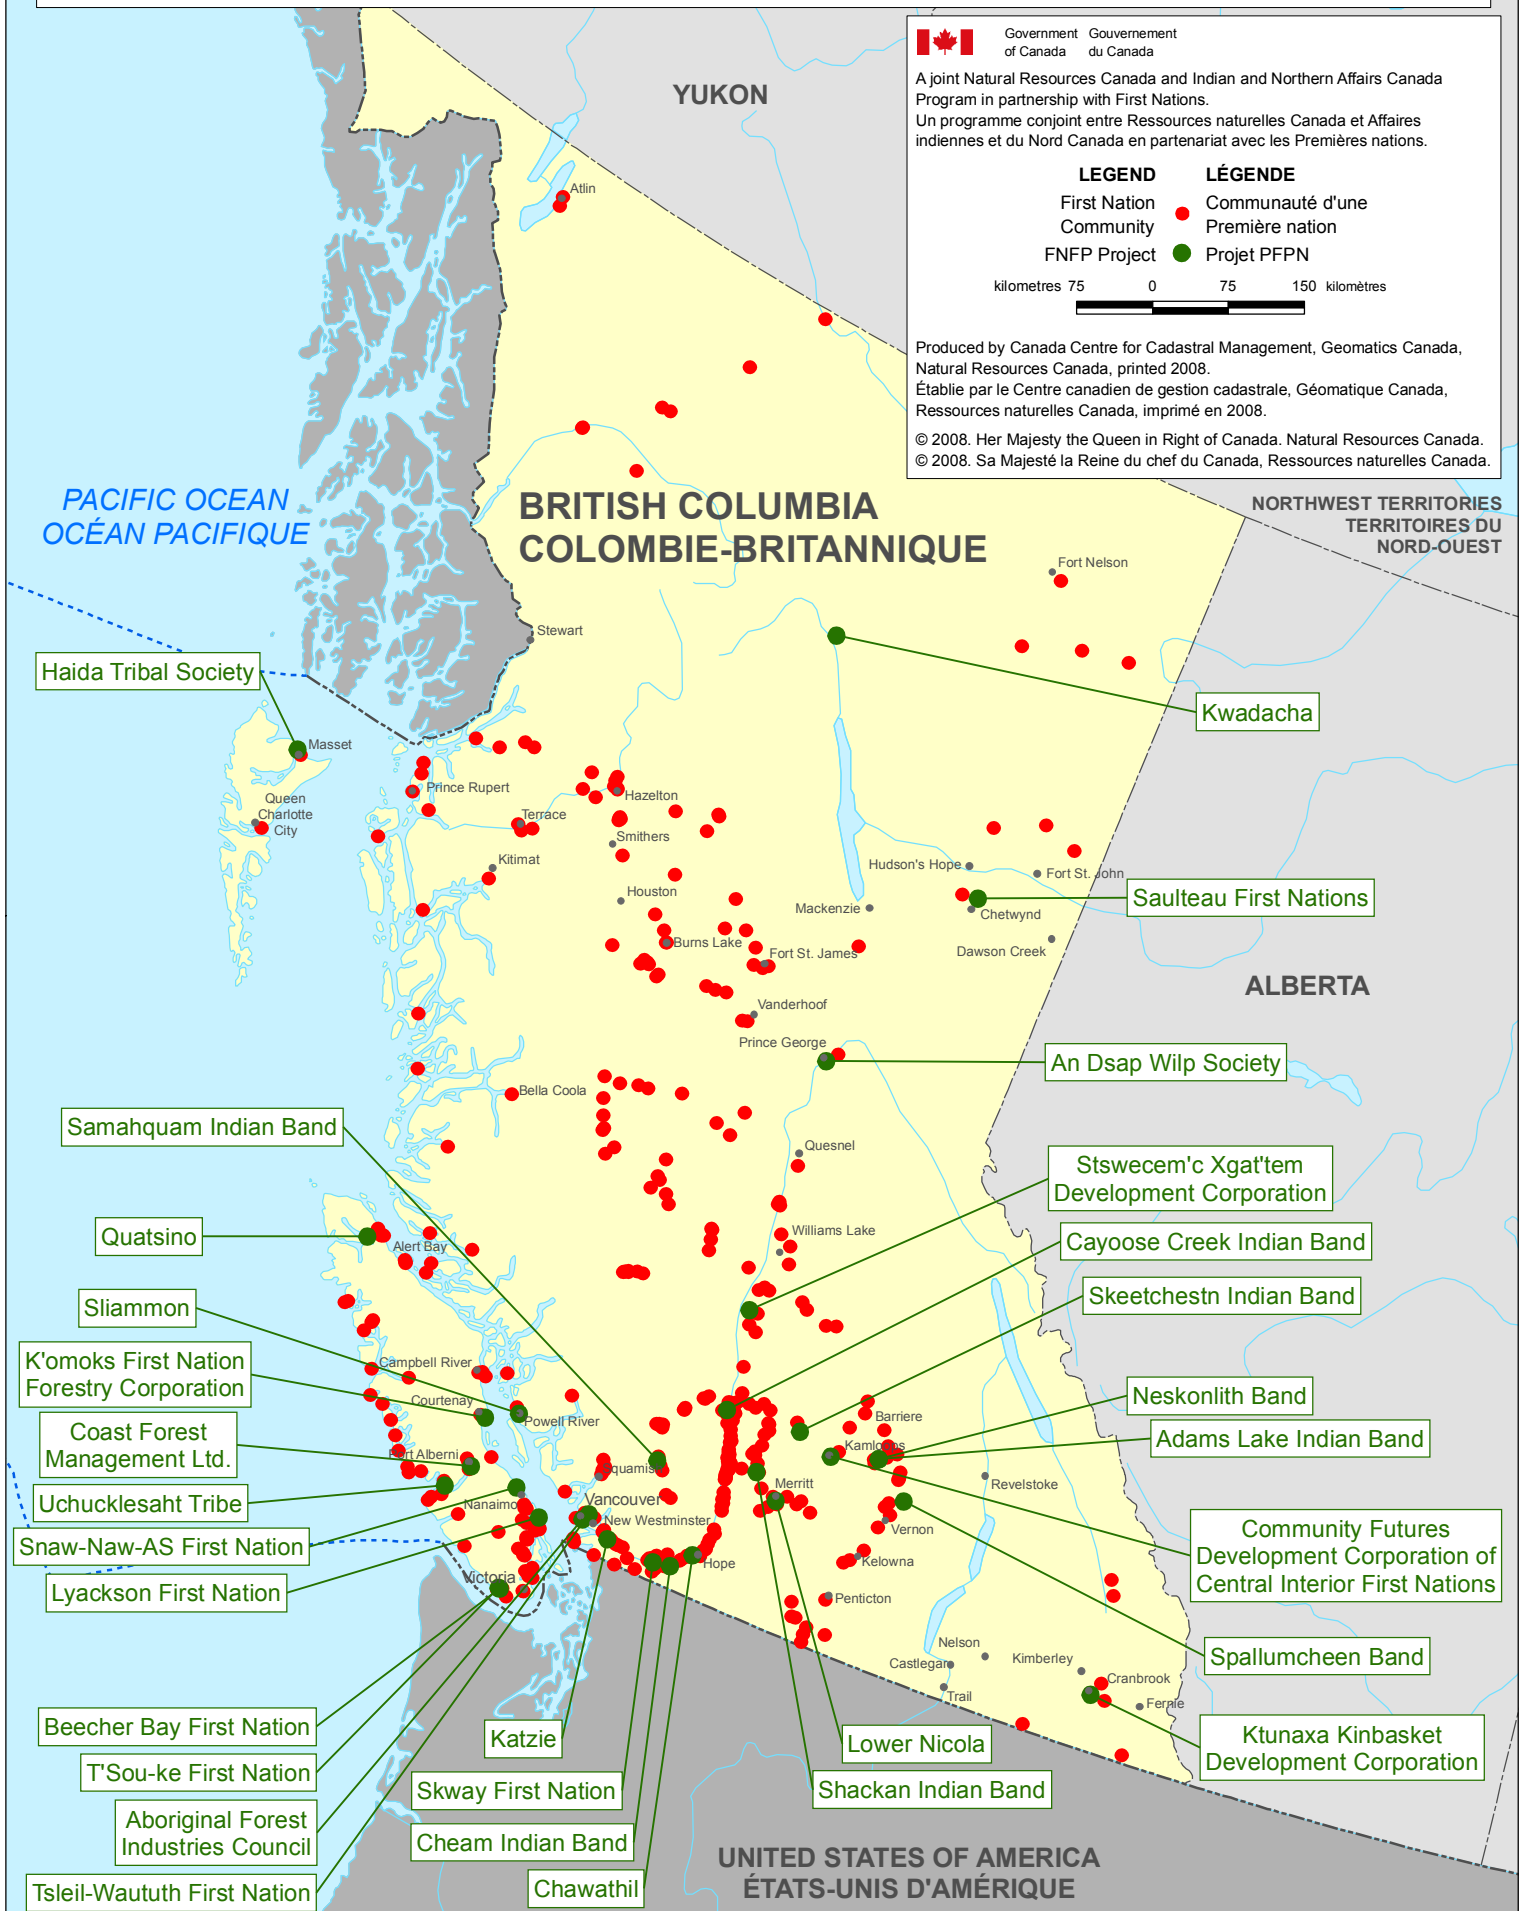 Government
of Canada
Gouvernement
du Canada
A joint Natural Resources Canada and Indian and Northern Affairs Canada
Program in partnership with First Nations.
Un programme conjoint entre Ressources naturelles Canada et Affaires
indiennes et du Nord Canada en partenariat avec les Premières nations.
LEGEND
LÉGENDE
First Nation
Community
Communauté d'une
Première nation
FNFP Project
Projet PFPN
kilometres 75 0 75 150 kilomètres
Produced by Canada Centre for Cadastral Management, Geomatics Canada,
Natural Resources Canada, printed 2008.
Établie par le Centre canadien de gestion cadastrale, Géomatique Canada,
Ressources naturelles Canada, imprimé en 2008.
© 2008. Her Majesty the Queen in Right of Canada. Natural Resources Canada.
© 2008. Sa Majesté la Reine du chef du Canada, Ressources naturelles Canada.
YUKON
Atlin
PACIFIC OCEAN
OCÉAN PACIFIQUE
BRITISH COLUMBIA
COLOMBIE-BRITANNIQUE
NORTHWEST TERRITORIES
TERRITOIRES DU
NORD-OUEST
Fort Nelson
Stewart
Haida Tribal Society
Kwadacha
Masset
Prince Rupert
Queen
Charlotte
City
Hazelton
Terrace
Smithers
Kitimat
Hudson's Hope
Fort St. John
Houston
Mackenzie
Chetwynd
Saulteau First Nations
Burns Lake
Fort St. James
Dawson Creek
ALBERTA
Vanderhoof
Prince George
An Dsap Wilp Society
Bella Coola
Samahquam Indian Band
Quesnel
Stswecem'c Xgat'tem
Development Corporation
Quatsino
Alert Bay
Williams Lake
Cayoose Creek Indian Band
Skeetchestn Indian Band
Sliammon
K'omoks First Nation
Forestry Corporation
Campbell River
Courtenay
Powell River
Barriere
Neskonlith Band
Coast Forest
Management Ltd.
Port Alberni
Kamloops
Adams Lake Indian Band
Squamish
Revelstoke
Uchucklesaht Tribe
Nanaimo
Vancouver
Merritt
New Westminster
Vernon
Snaw-Naw-AS First Nation
Community Futures
Development Corporation of
Central Interior First Nations
Hope
Kelowna
Lyackson First Nation
Victoria
Penticton
Nelson
Kimberley
Spallumcheen Band
Castlegar
Cranbrook
Trail
Fernie
Beecher Bay First Nation
Katzie
Lower Nicola
Ktunaxa Kinbasket
Development Corporation
T'Sou-ke First Nation
Skway First Nation
Shackan Indian Band
Aboriginal Forest
Industries Council
Cheam Indian Band
UNITED STATES OF AMERICA
ÉTATS-UNIS D'AMÉRIQUE
Tsleil-Waututh First Nation
Chawathil